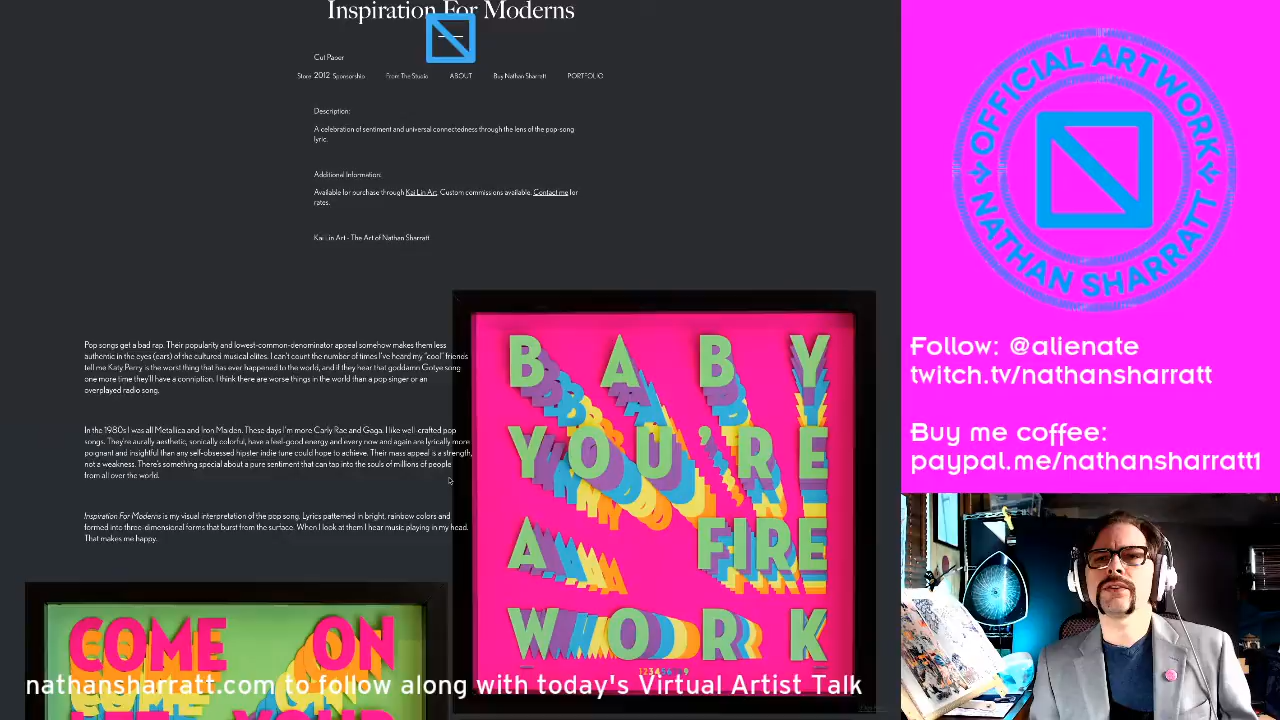 Inspiration For Moderns
Cut Paper
2012
Store Sponsorship From The Studio ABOUT Buy Nathan Sharratt PORTFOLIO
Description:
A celebration of sentiment and universal connectedness through the lens of the pop-song
lyric.
Additional Information:
Available for purchase through Kai Lin Art. Custom commissions available. Contact me for
rates.
Kai Lin Art - The Art of Nathan Sharratt
Pop songs get a bad rap. Their popularity and lowest-common-denominator appeal somehow makes them less
authentic in the eyes (ears) of the cultured musical elites. I can't count the number of times I've heard my "cool" friends
tell me Katy Perry is the worst thing that has ever happened to the world, and if they hear that goddamn Gotye song
one more time they'll have a conniption. I think there are worse things in the world than a pop singer or an
overplayed radio song.
In the 1980s I was all Metallica and Iron Maiden. These days I'm more Carly Rae and Gaga. I like well-crafted pop
songs. They're aurally aesthetic, sonically colorful, have a feel-good energy and every now and again are lyrically more
poignant and insightful than any self-obsessed hipster indie tune could hope to achieve. Their mass appeal is a strength,
not a weakness. There's something special about a pure sentiment that can tap into the souls of millions of people
from all over the world.
Inspiration For Moderns is my visual interpretation of the pop song. Lyrics patterned in bright, rainbow colors and
formed into three-dimensional forms that burst from the surface. When I look at them I hear music playing in my head.
That makes me happy.
BABY
YOU'RE
A FIRE
WORK
COME ON
nathansharratt.com to follow along with today's Virtual Artist Talk
OFFICIAL ARTWORK
NATHAN SHARRATT
Follow: @alienate
twitch.tv/nathansharratt
Buy me coffee:
paypal.me/nathansharratt1